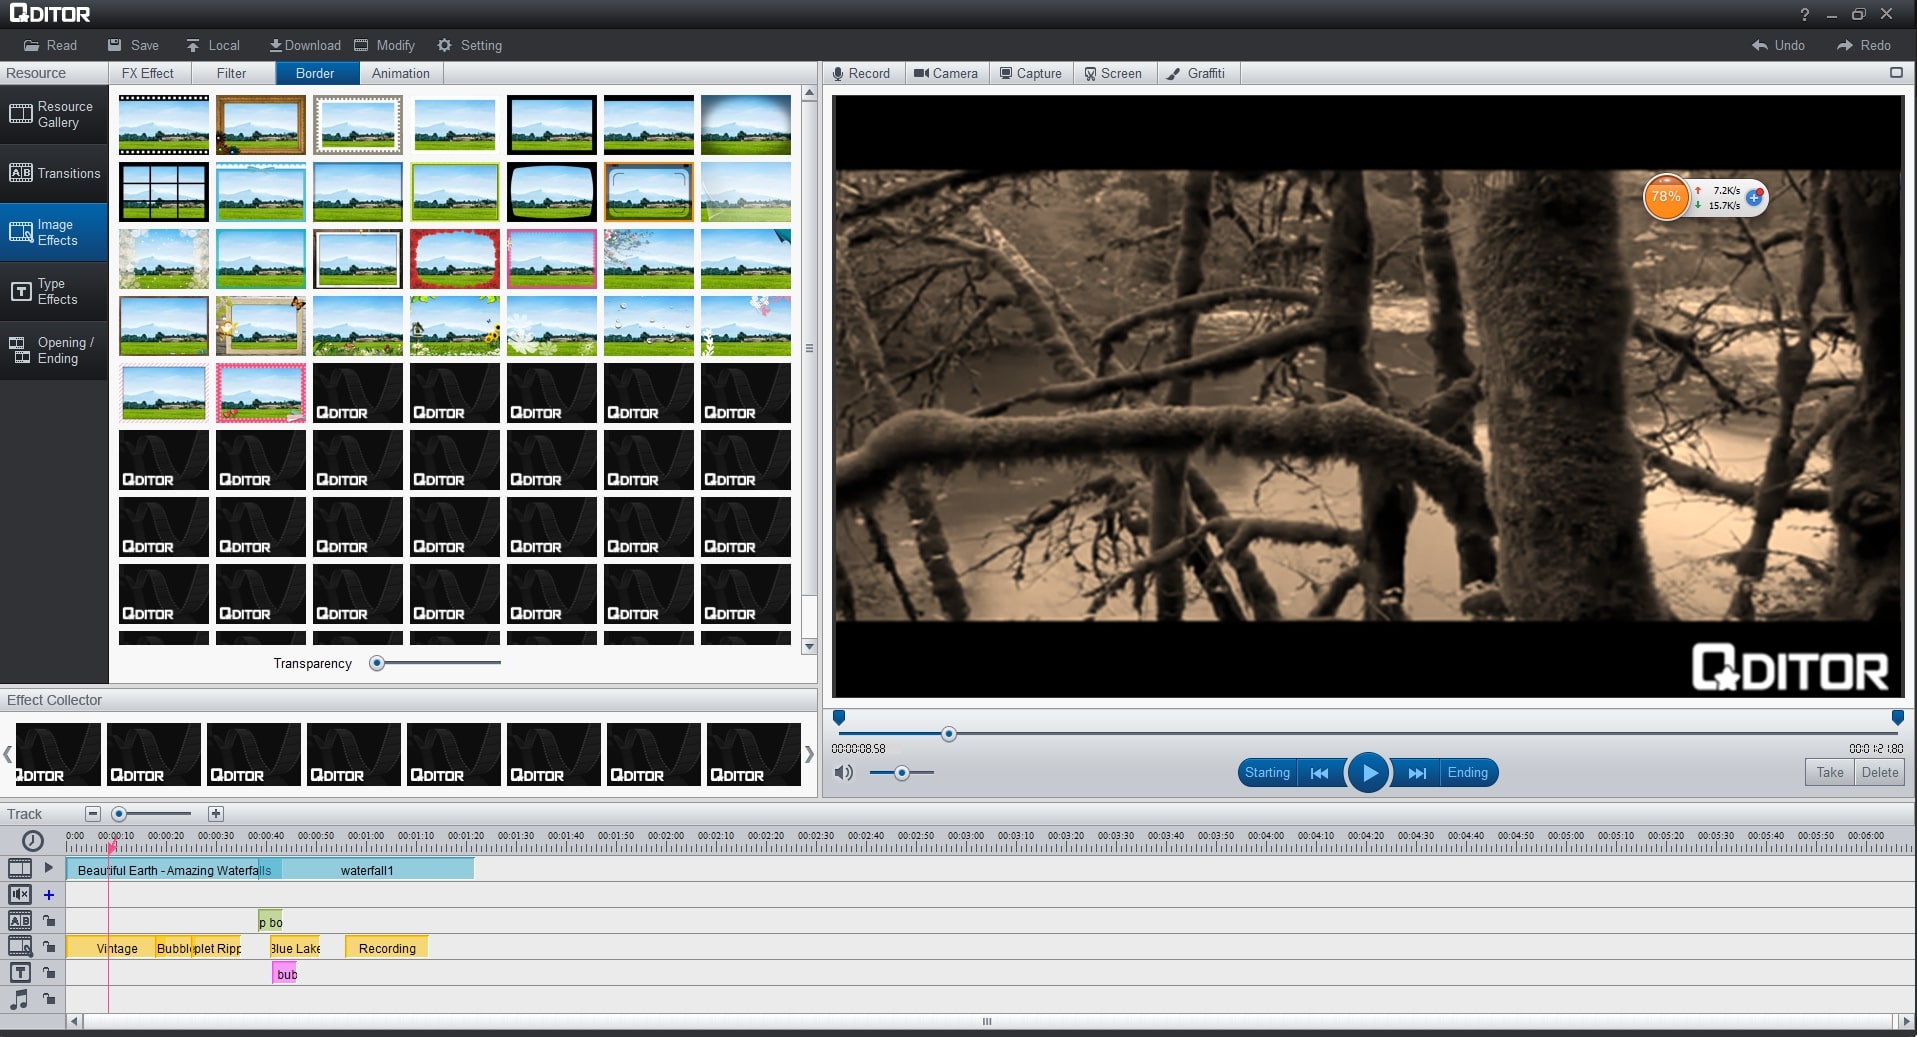 QDITOR
?
Read Save Local Download Modify Setting
Undo Redo
Resource FX Effect Filter Border Animation
Record Camera Capture Screen Graffiti
Resource
Gallery
AB Transitions
Image
Effects
T Type
Effects
Opening /
Ending
78% 7.2K/s
15.7K/s
QDITOR QDITOR QDITOR QDITOR QDITOR
QDITOR QDITOR QDITOR QDITOR QDITOR QDITOR QDITOR
QDITOR QDITOR QDITOR QDITOR QDITOR QDITOR QDITOR
QDITOR QDITOR QDITOR QDITOR QDITOR QDITOR QDITOR
QDITOR
Transparency
Effect Collector
QDITOR QDITOR QDITOR QDITOR QDITOR QDITOR QDITOR QDITOR
00:00:08.58
00:01:21.80
Starting Ending
Take Delete
Track
0:00 00:00:10 00:00:20 00:00:30 00:00:40 00:00:50 00:01:00 00:01:10 00:01:20 00:01:30 00:01:40 00:01:50 00:02:00 00:02:10 00:02:20 00:02:30 00:02:40 00:02:50 00:03:00 00:03:10 00:03:20 00:03:30 00:03:40 00:03:50 00:04:00 00:04:10 00:04:20 00:04:30 00:04:40 00:04:50 00:05:00 00:05:10 00:05:20 00:05:30 00:05:40 00:05:50 00:06:00
Beautiful Earth - Amazing Waterfalls waterfall1
AB p bo
Vintage Bubble plet Ripp Blue Lake Recording
T bub